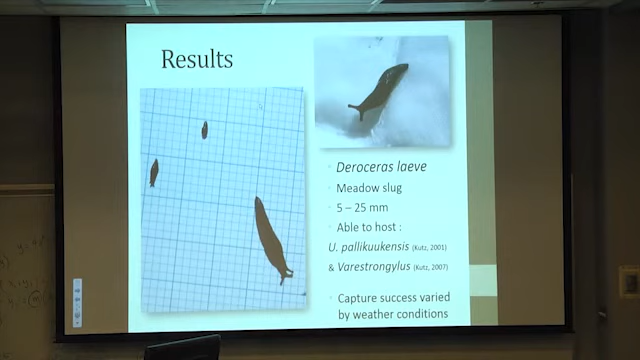 Results
Deroceras laeve
Meadow slug
5 – 25 mm
Able to host :
U. pallikuukensis (Kutz, 2001)
& Varestrongylus (Kutz, 2007)
Capture success varied
by weather conditions